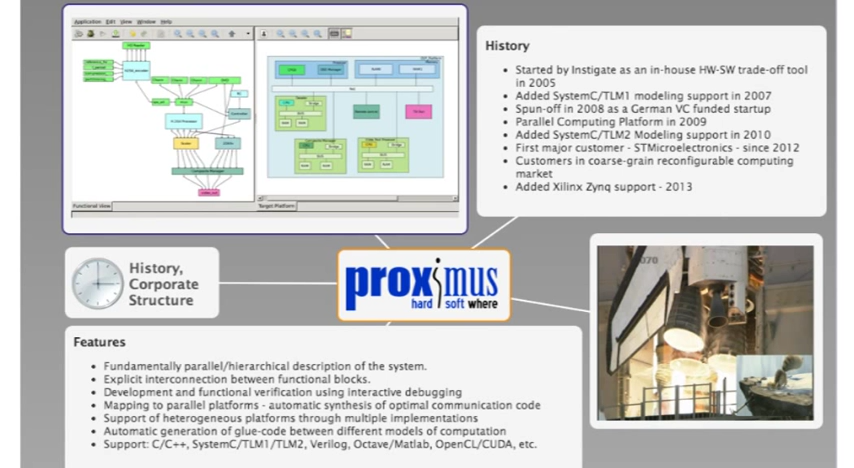 Application Edit View Window Help
Functional View
Target Platform
History
• Started by Instigate as an in-house HW-SW trade-off tool
in 2005
• Added SystemC/TLM1 modeling support in 2007
• Spun-off in 2008 as a German VC funded startup
• Parallel Computing Platform in 2009
• Added SystemC/TLM2 Modeling support in 2010
• First major customer - STMicroelectronics - since 2012
• Customers in coarse-grain reconfigurable computing
market
• Added Xilinx Zynq support - 2013
History,
Corporate
Structure
proximus
hard soft where
Features
• Fundamentally parallel/hierarchical description of the system.
• Explicit interconnection between functional blocks.
• Development and functional verification using interactive debugging
• Mapping to parallel platforms - automatic synthesis of optimal communication code
• Support of heterogeneous platforms through multiple implementations
• Automatic generation of glue-code between different models of computation
• Support: C/C++, SystemC/TLM1/TLM2, Verilog, Octave/Matlab, OpenCL/CUDA, etc.